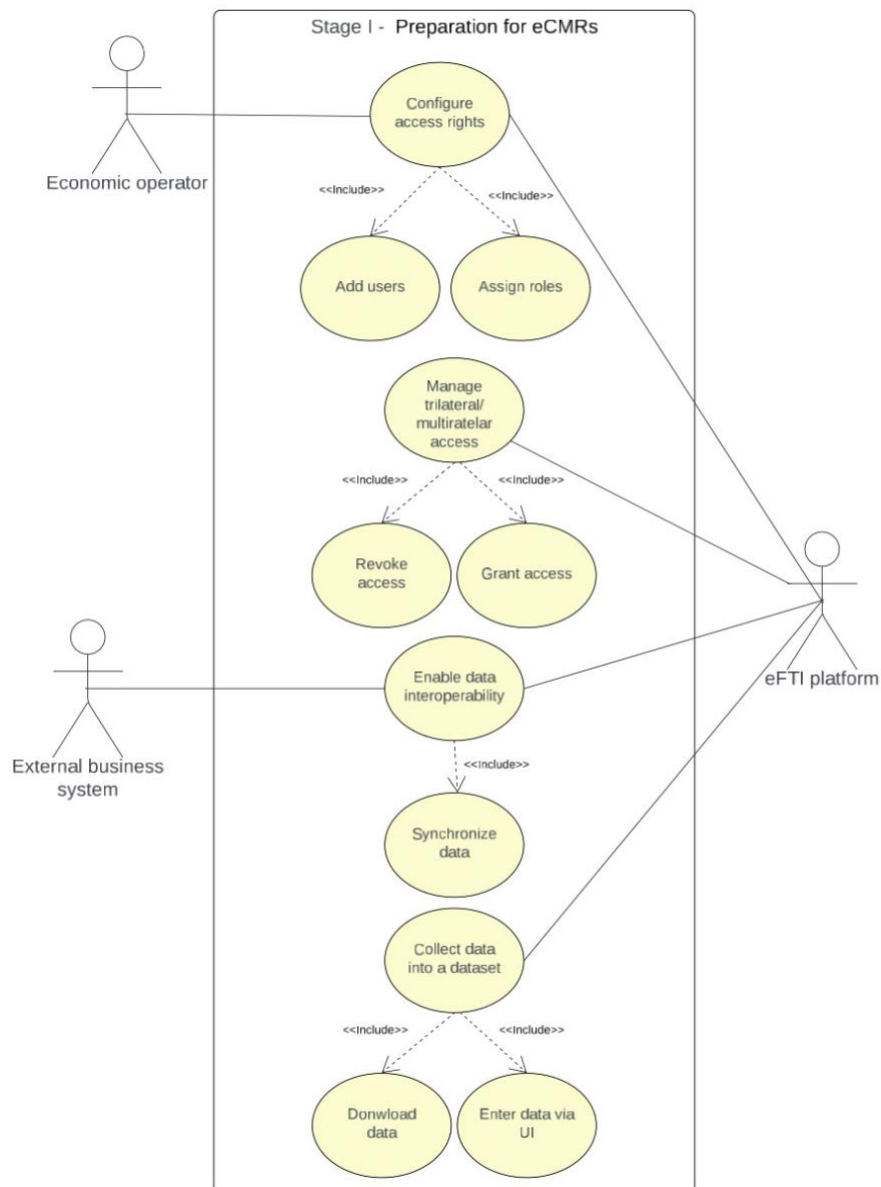 Stage I - Preparation for eCMRs
Configure
access rights
Economic operator
<<Include>>
<<Include>>
Add users
Assign roles
Manage
trilateral/
multiratelar
access
<<Include>>
<<Include>>
Revoke
access
Grant access
Enable data
interoperability
eFTI platform
External business
system
<<Include>>
Synchronize
data
Collect data
into a dataset
<<Include>>
<<Include>>
Donwload
data
Enter data via
UI